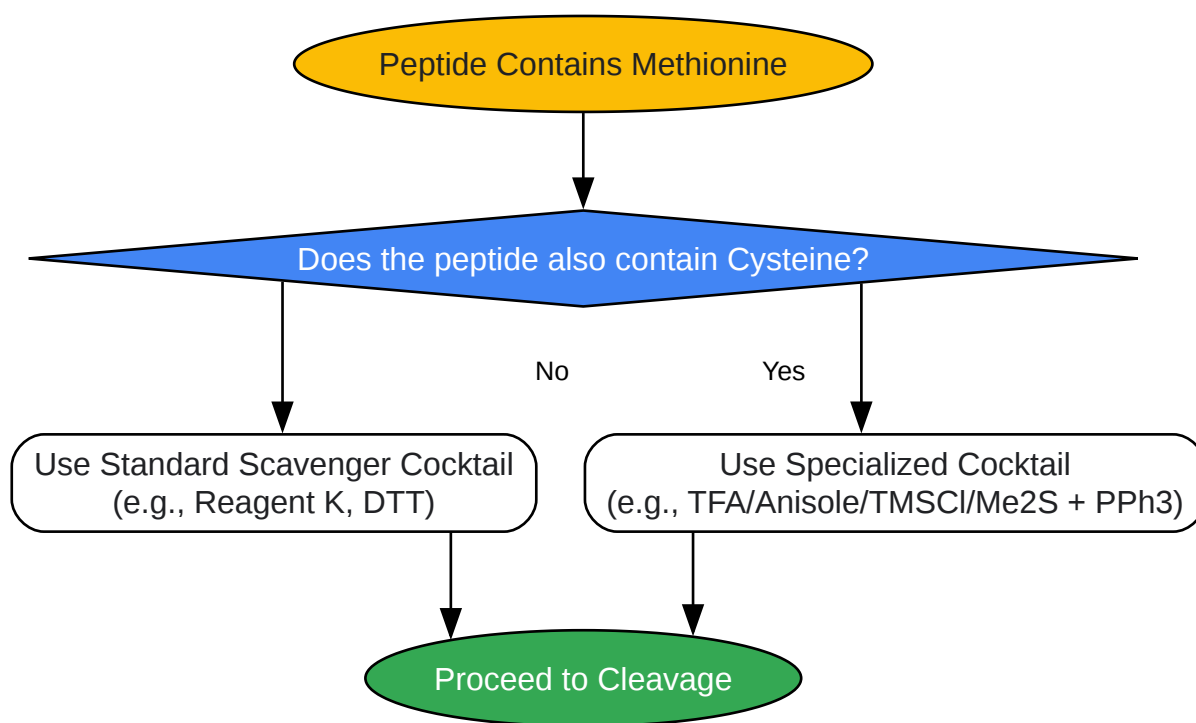 Peptide Contains Methionine
Does the peptide also contain Cysteine?
No
Yes
Use Standard Scavenger Cocktail
(e.g., Reagent K, DTT)
Use Specialized Cocktail
(e.g., TFA/Anisole/TMSCl/Me2S + PPh3)
Proceed to Cleavage